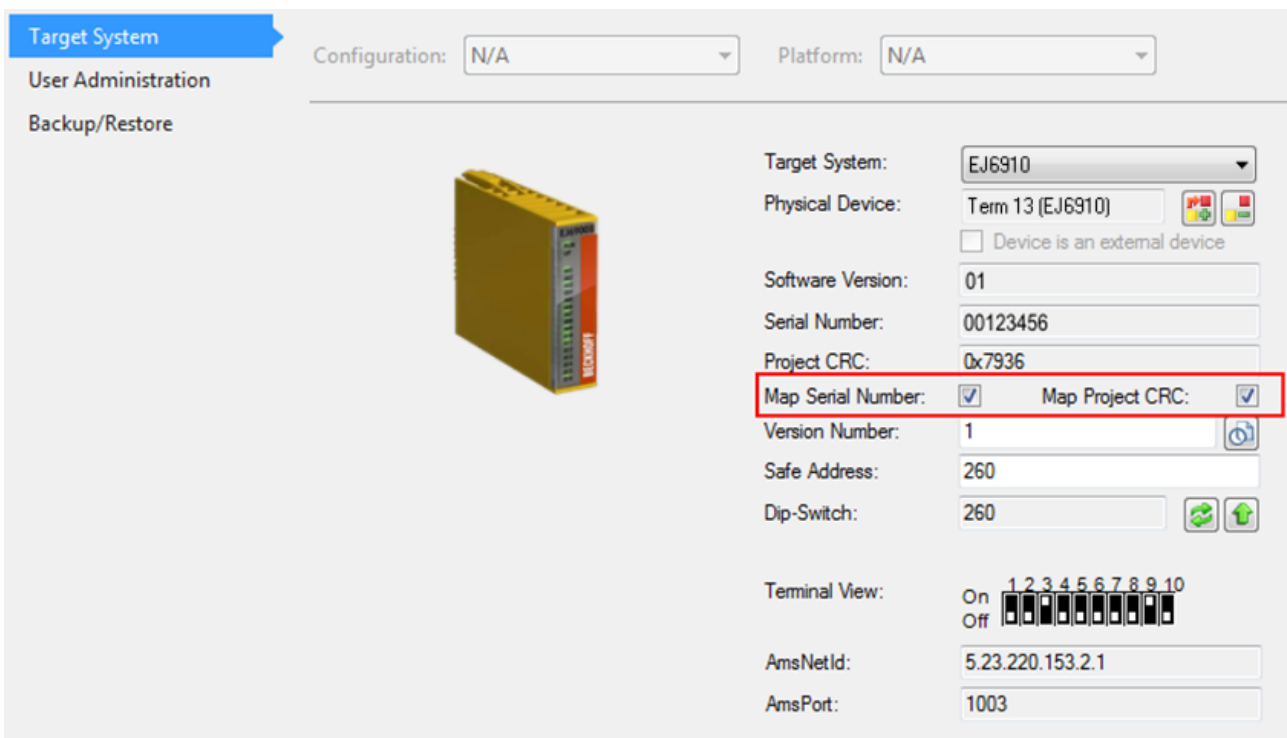 Target System
User Administration
Backup/Restore
Configuration: N/A Platform: N/A
BECKHOFF
Target System: EJ6910
Physical Device: Term 13 (EJ6910)
Device is an external device
Software Version: 01
Serial Number: 00123456
Project CRC: 0x7936
Map Serial Number: Map Project CRC:
Version Number: 1
Safe Address: 260
Dip-Switch: 260
Terminal View: On 1 2 3 4 5 6 7 8 9 10
Off
AmsNetId: 5.23.220.153.2.1
AmsPort: 1003